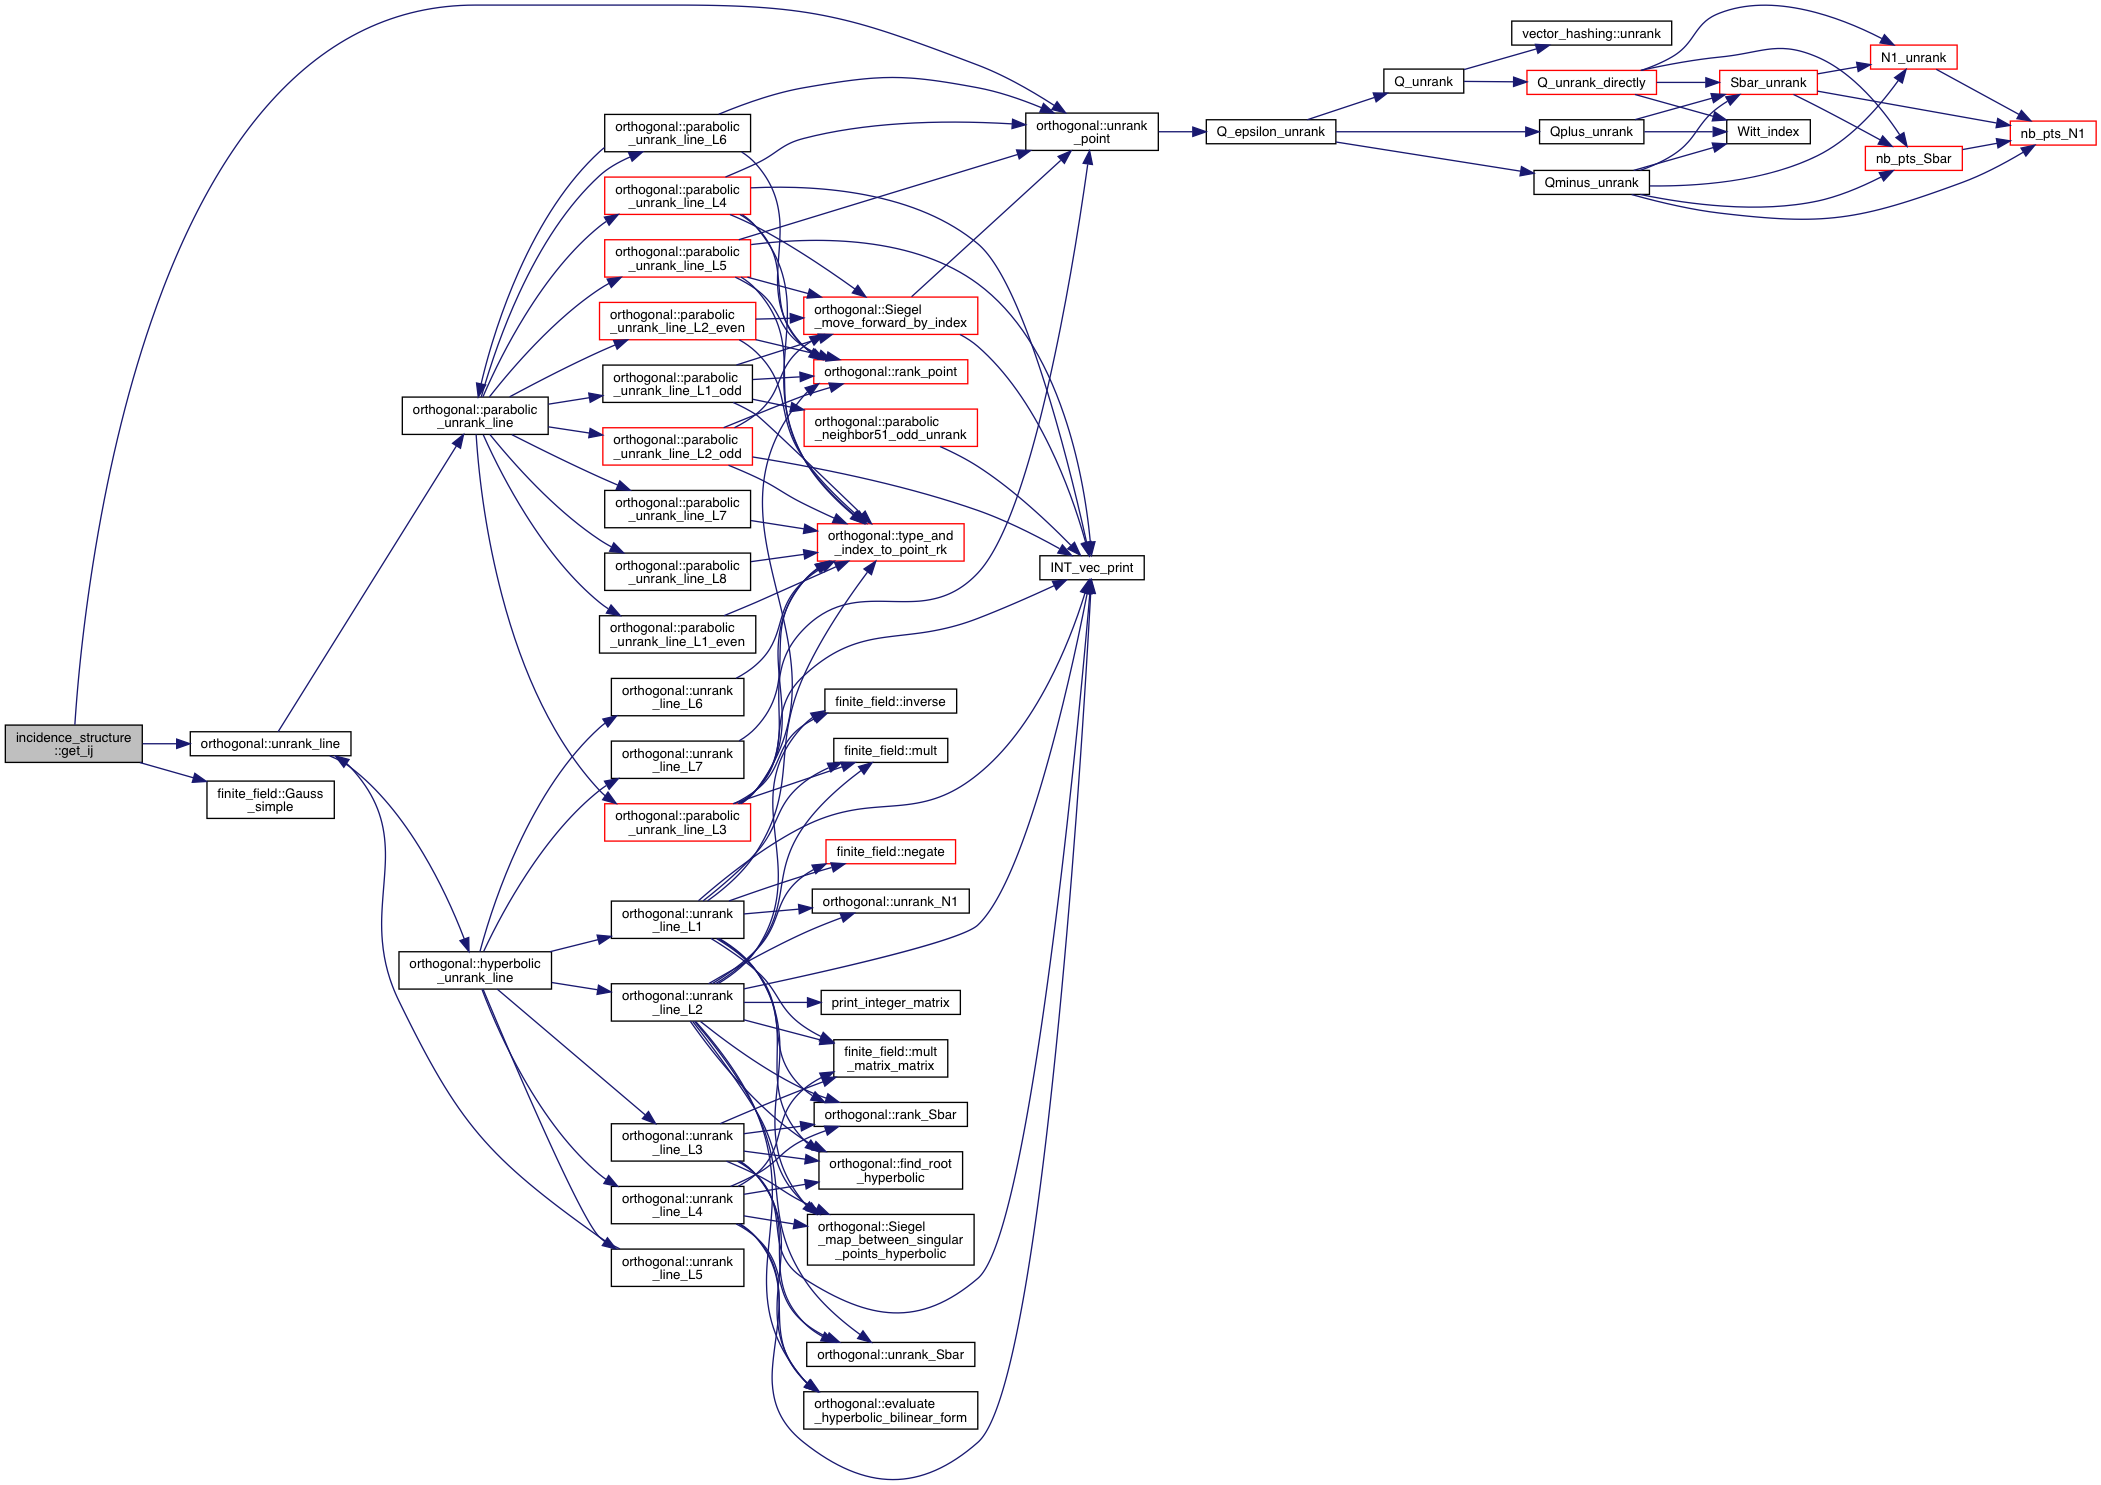 incidence_structure
::get_ij
orthogonal::unrank_line
finite_field::Gauss
_simple
orthogonal::parabolic
_unrank_line
orthogonal::hyperbolic
_unrank_line
orthogonal::parabolic
_unrank_line_L6
orthogonal::parabolic
_unrank_line_L4
orthogonal::parabolic
_unrank_line_L5
orthogonal::parabolic
_unrank_line_L2_even
orthogonal::parabolic
_unrank_line_L1_odd
orthogonal::parabolic
_unrank_line_L2_odd
orthogonal::parabolic
_unrank_line_L7
orthogonal::parabolic
_unrank_line_L8
orthogonal::parabolic
_unrank_line_L1_even
orthogonal::unrank
_line_L6
orthogonal::unrank
_line_L7
orthogonal::parabolic
_unrank_line_L3
orthogonal::unrank
_line_L1
orthogonal::unrank
_line_L2
orthogonal::unrank
_line_L3
orthogonal::unrank
_line_L4
orthogonal::unrank
_line_L5
orthogonal::Siegel
_move_forward_by_index
orthogonal::rank_point
orthogonal::parabolic
_neighbor51_odd_unrank
orthogonal::type_and
_index_to_point_rk
finite_field::inverse
finite_field::mult
finite_field::negate
orthogonal::unrank_N1
print_integer_matrix
finite_field::mult
_matrix_matrix
orthogonal::rank_Sbar
orthogonal::find_root
_hyperbolic
orthogonal::Siegel
_map_between_singular
_points_hyperbolic
orthogonal::unrank_Sbar
orthogonal::evaluate
_hyperbolic_bilinear_form
orthogonal::unrank
_point
INT_vec_print
Q_epsilon_unrank
Q_unrank
vector_hashing::unrank
Q_unrank_directly
Qplus_unrank
Qminus_unrank
Sbar_unrank
Witt_index
N1_unrank
nb_pts_Sbar
nb_pts_N1